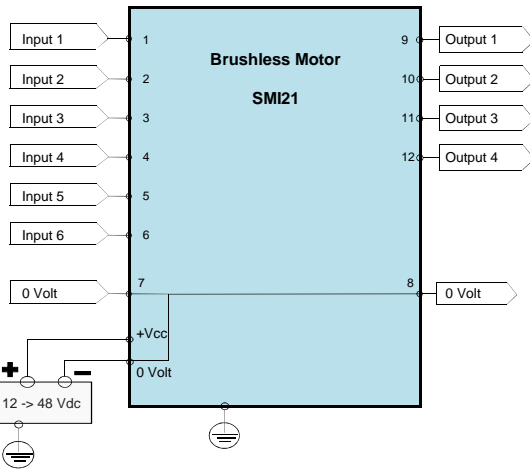 Brushless Motor
SMI21
Input 1
1
9
Output 1
Input 2
2
10
Output 2
Input 3
3
11
Output 3
Input 4
4
12
Output 4
Input 5
5
Input 6
6
0 Volt
7
8
0 Volt
+Vcc
0 Volt
+
−
12 -> 48 Vdc